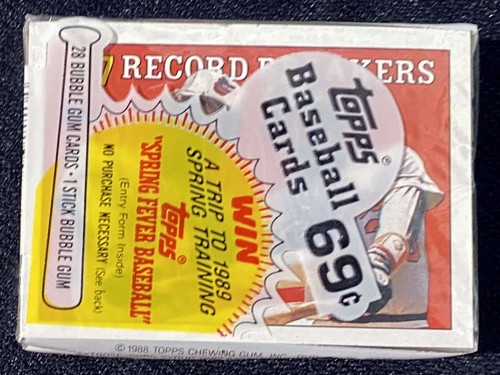 RECORD
KERS
topps®
Baseball
Cards 69¢
WIN
A TRIP TO 1989
SPRING TRAINING
topps®
"SPRING FEVER BASEBALL"
(Entry Form Inside)
NO PURCHASE NECESSARY (See back)
28 BUBBLE GUM CARDS • 1 STICK BUBBLE GUM
© 1988 TOPPS CHEWING GUM, INC.